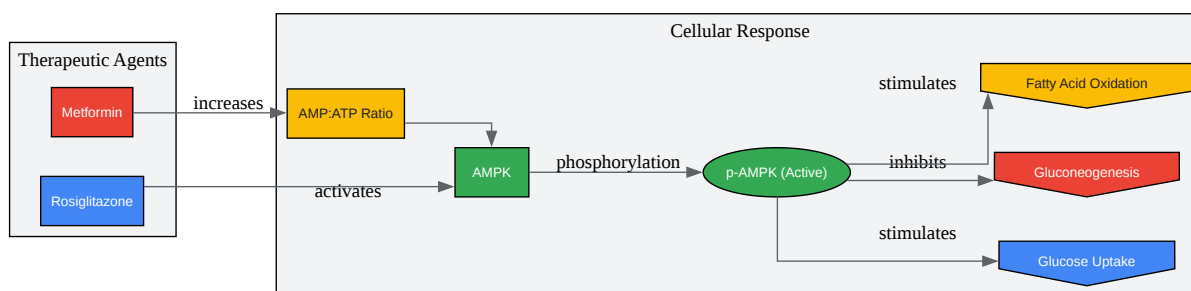 Cellular Response
Therapeutic Agents
Metformin
increases
AMP:ATP Ratio
stimulates
Fatty Acid Oxidation
AMPK
phosphorylation
p-AMPK (Active)
inhibits
Gluconeogenesis
Rosiglitazone
activates
stimulates
Glucose Uptake